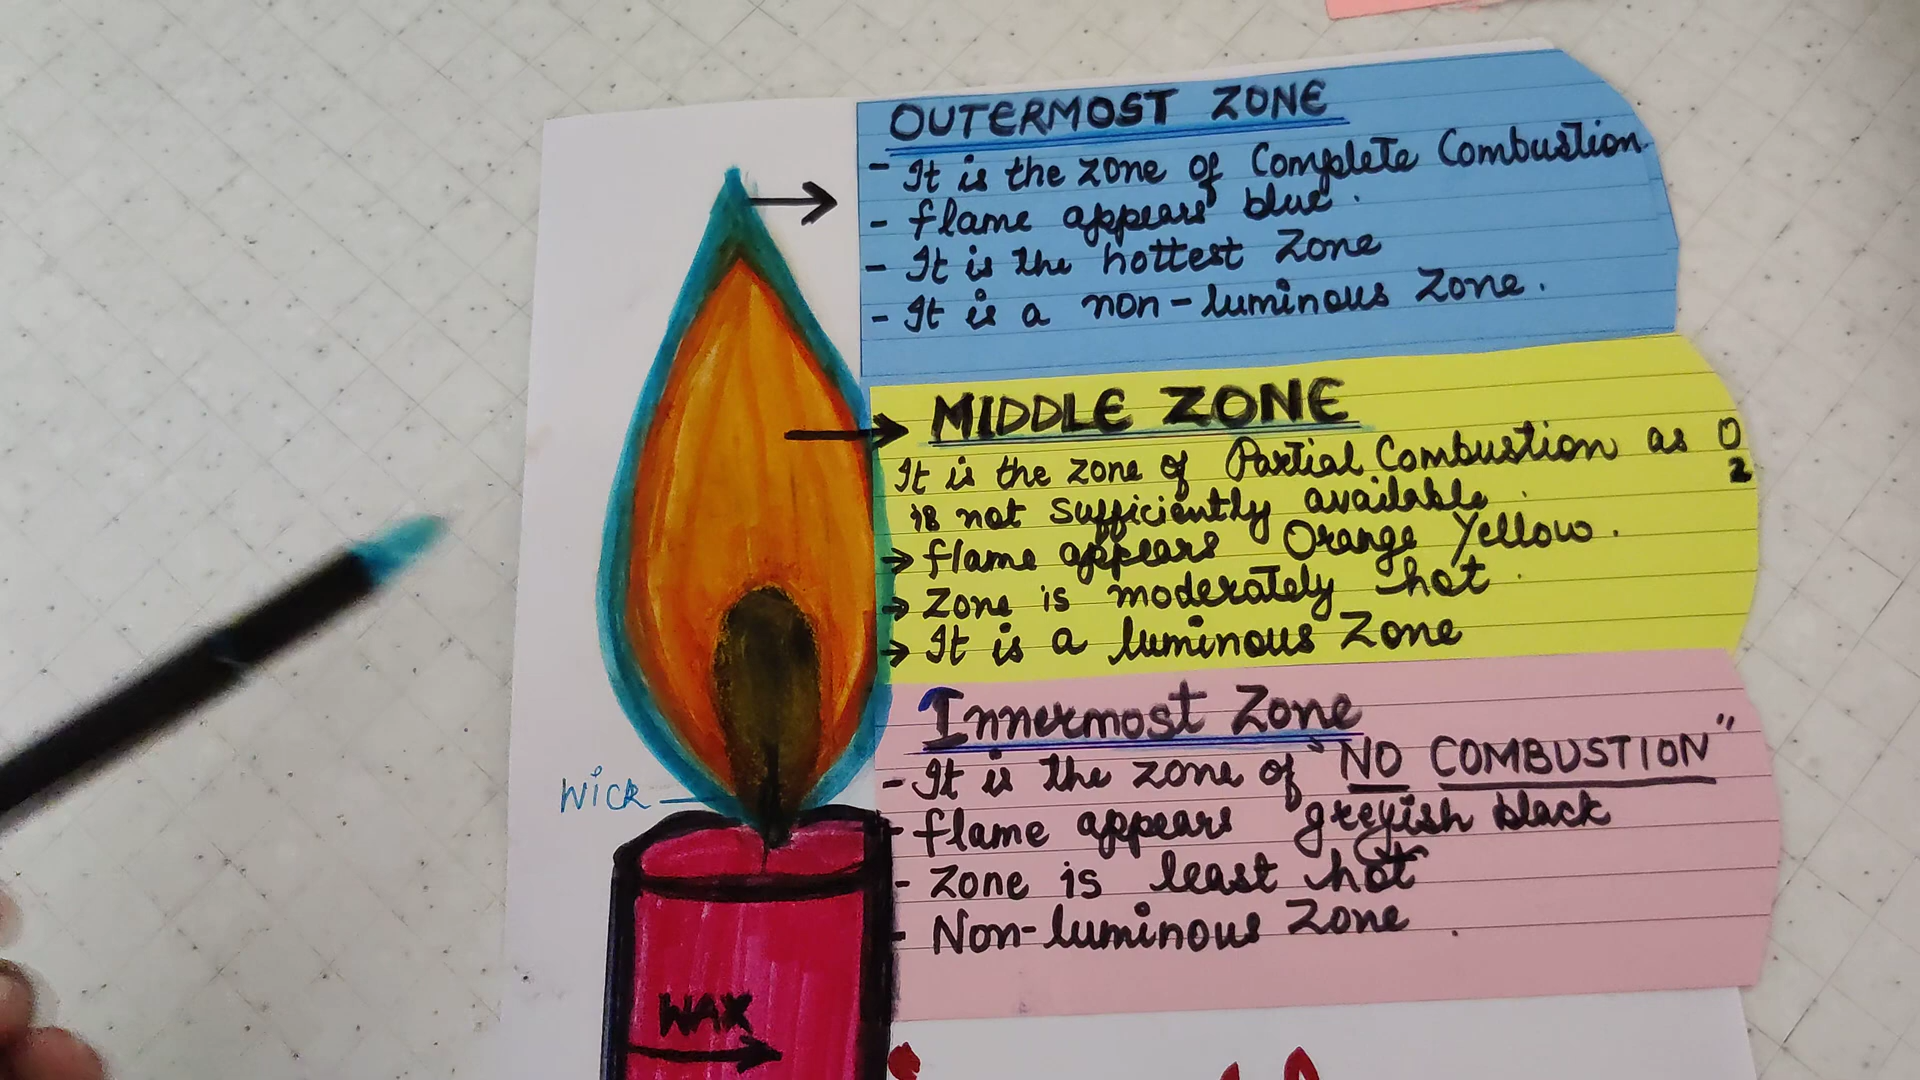 OUTERMOST ZONE
- It is the zone of Complete Combustion.
- flame appears blue.
- It is the hottest Zone
- It is a non-luminous Zone.
MIDDLE ZONE
It is the zone of Partial Combustion as O2
is not Sufficiently available.
→ flame appears Orange Yellow.
→ Zone is moderately hot.
→ It is a luminous Zone
Innermost Zone
- It is the zone of "NO COMBUSTION"
- flame appears greyish black
- Zone is least hot
- Non-luminous Zone.
Wick
WAX